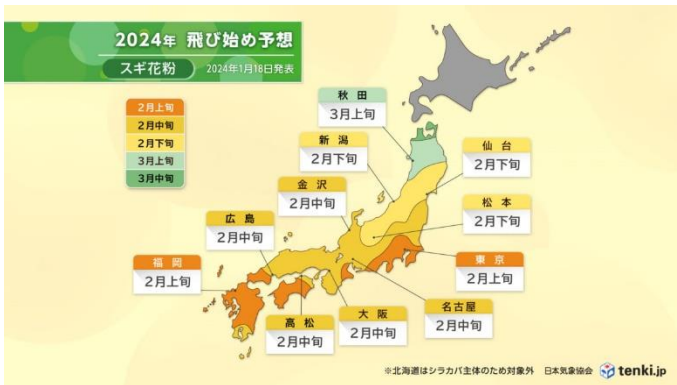 2024年 飛び始め予想
スギ花粉 2024年1月18日発表
2月上旬
2月中旬
2月下旬
3月上旬
3月中旬
秋田
3月上旬
新潟
2月下旬
仙台
2月下旬
金沢
2月中旬
松本
2月下旬
広島
2月中旬
福岡
2月上旬
東京
2月上旬
高松
2月中旬
大阪
2月中旬
名古屋
2月中旬
※北海道はシラカバ主体のため対象外 日本気象協会 tenki.jp